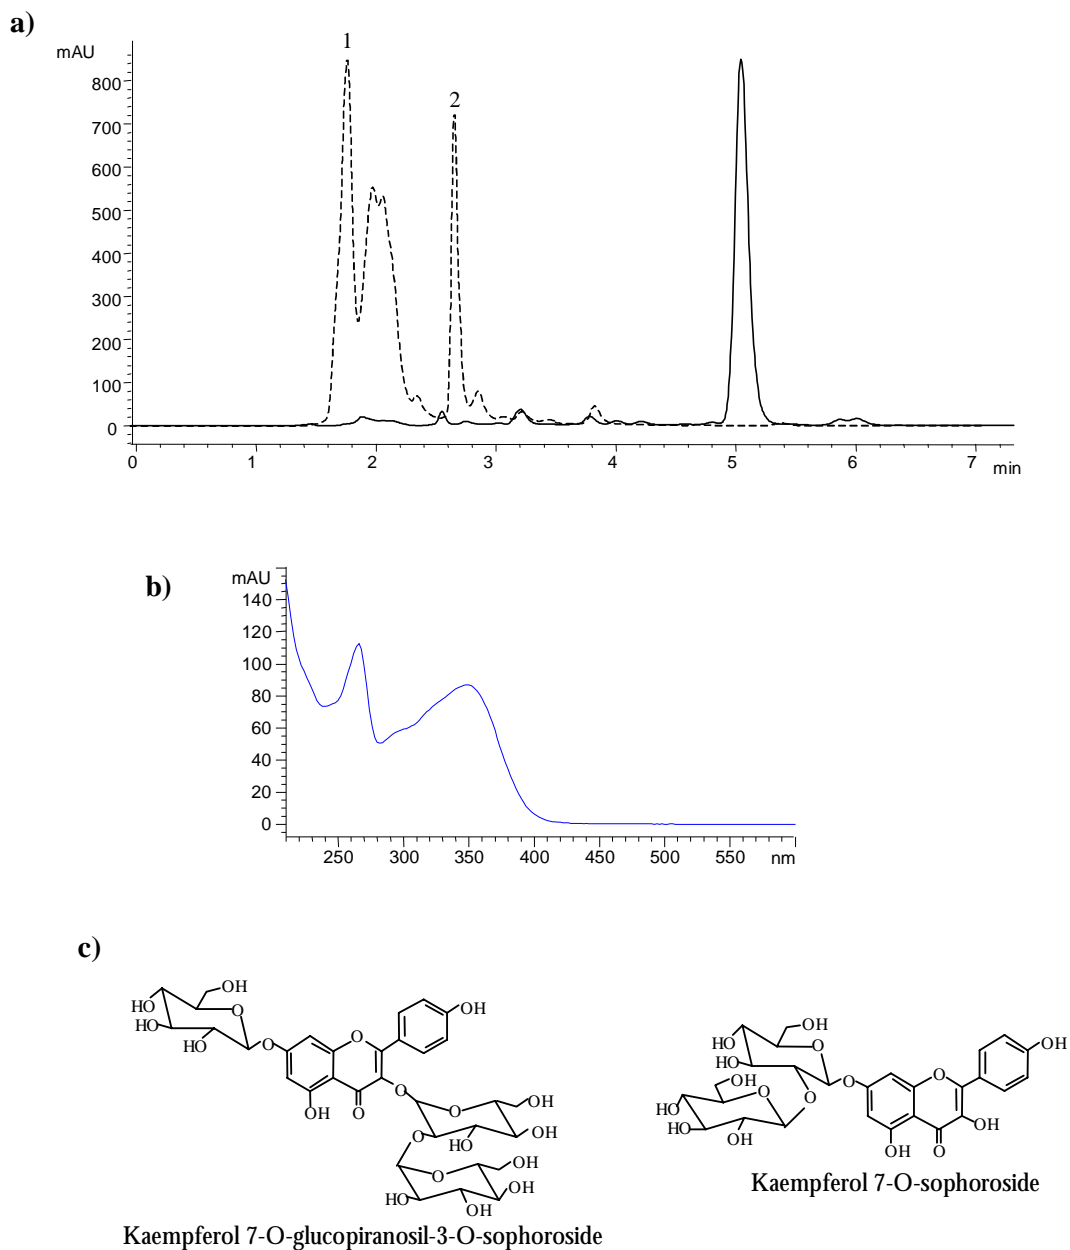 a)
mAU
1
2
800
700
600
500
400
300
200
100
0
0 1 2 3 4 5 6 7 min
b)
mAU
140
120
100
80
60
40
20
0
250 300 350 400 450 500 550 nm
c)
OH
HO
HO
HO
O
O
O
OH
OH
O
O
O
OH
HO
OH
O
O
OH
HO
OH
OH
Kaempferol 7-O-glucopiranosil-3-O-sophoroside
OH
HO
HO
O
OH
O
O
O
HO
HO
OH
O
O
OH
OH
OH
O
Kaempferol 7-O-sophoroside